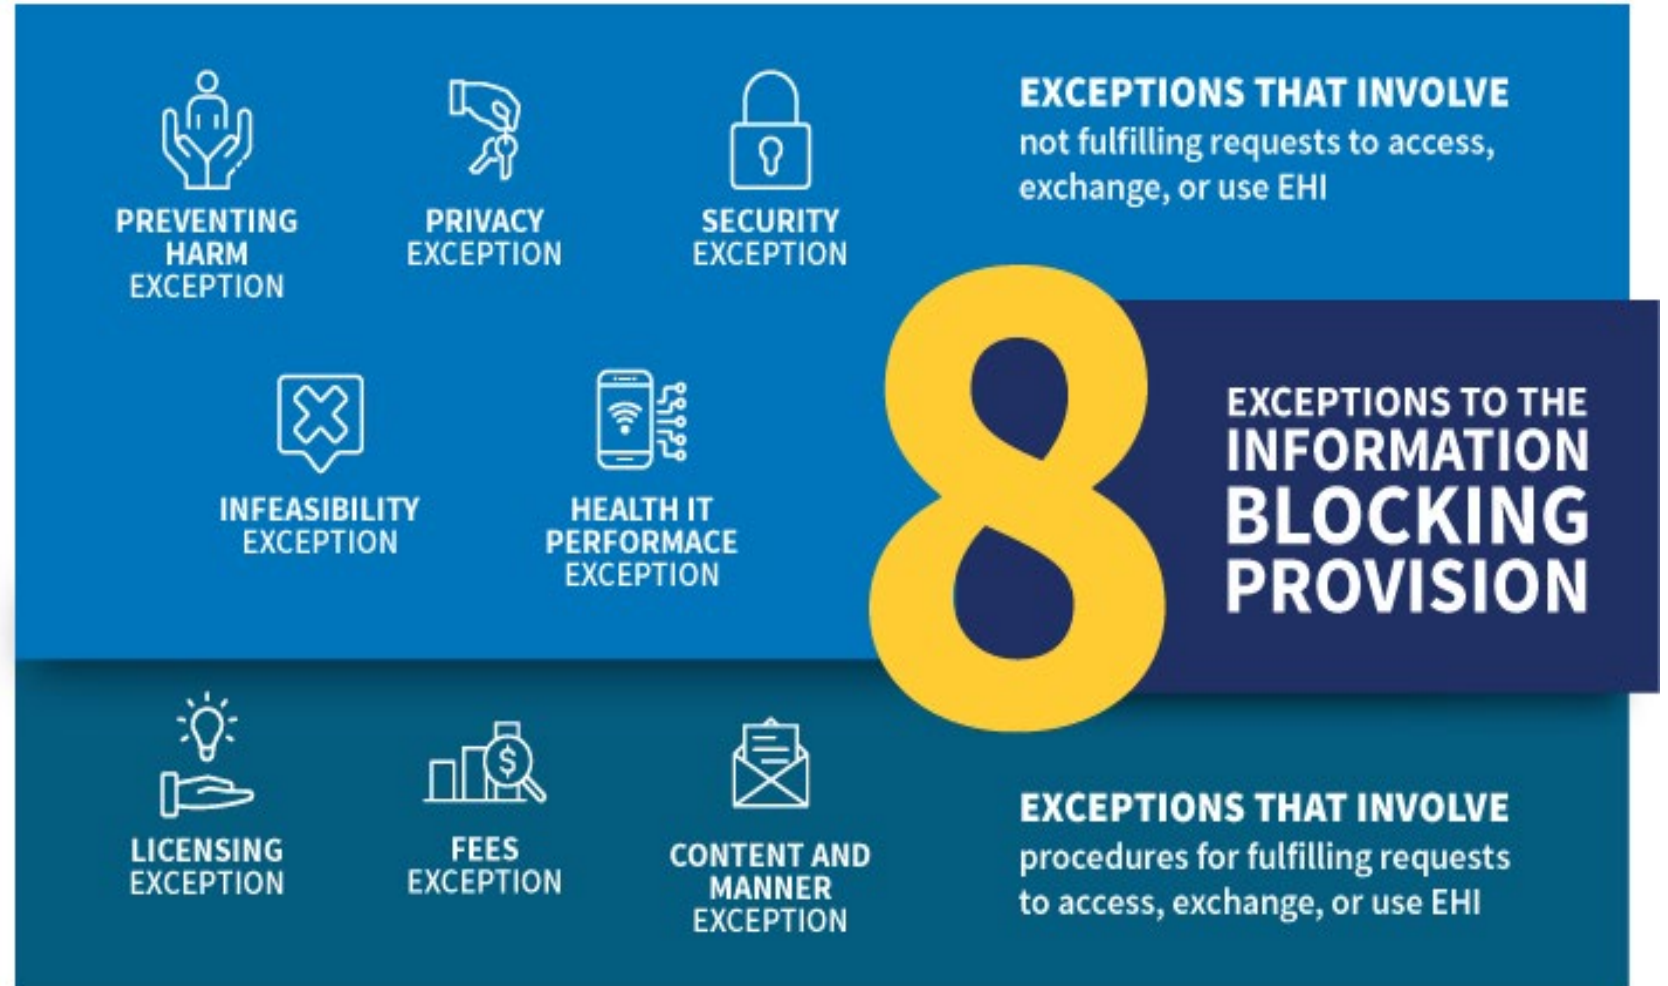 PREVENTING
HARM
EXCEPTION
PRIVACY
EXCEPTION
SECURITY
EXCEPTION
EXCEPTIONS THAT INVOLVE
not fulfilling requests to access,
exchange, or use EHI
INFEASIBILITY
EXCEPTION
HEALTH IT
PERFORMACE
EXCEPTION
8
EXCEPTIONS TO THE
INFORMATION
BLOCKING
PROVISION
LICENSING
EXCEPTION
$
FEES
EXCEPTION
CONTENT AND
MANNER
EXCEPTION
EXCEPTIONS THAT INVOLVE
procedures for fulfilling requests
to access, exchange, or use EHI